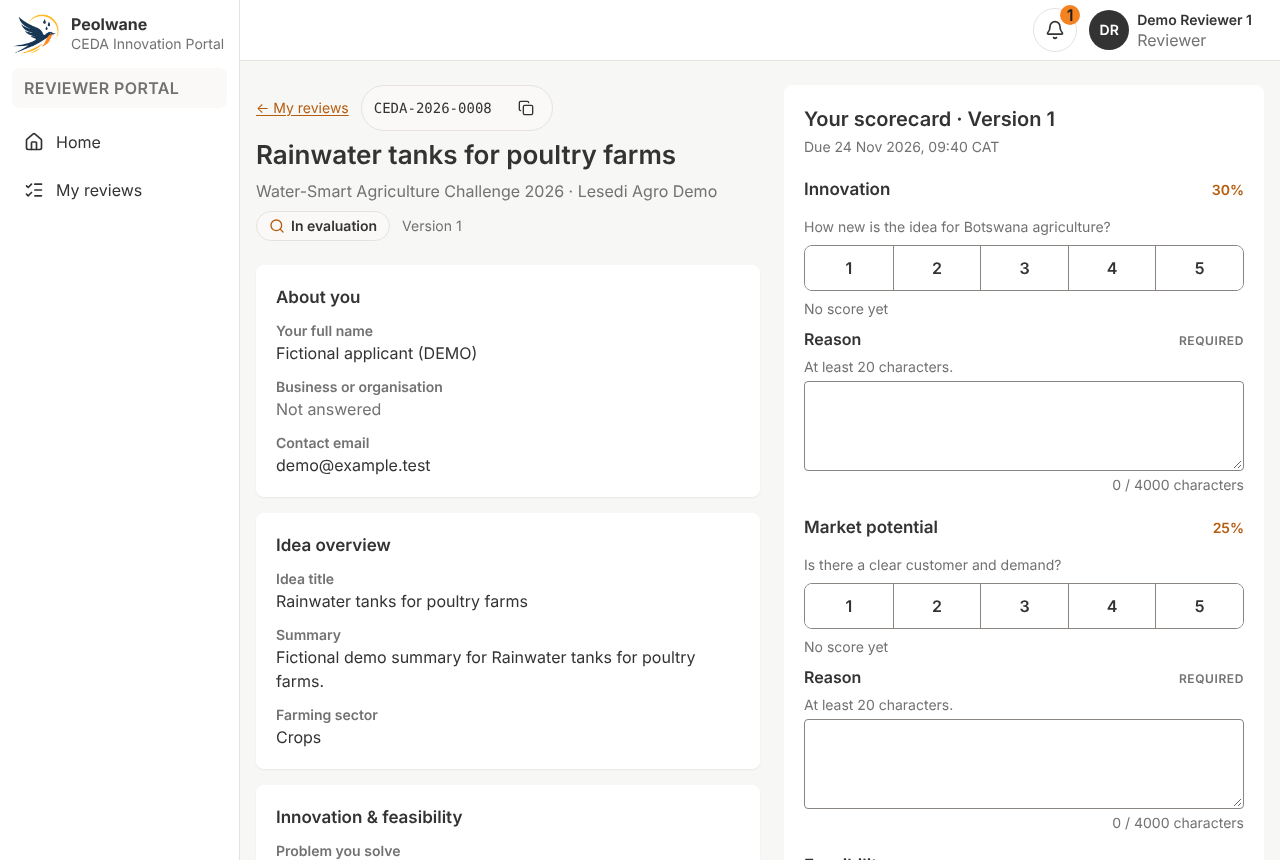 Peolwane
CEDA Innovation Portal
REVIEWER PORTAL
Home
My reviews
1
DR
Demo Reviewer 1
Reviewer
← My reviews
CEDA-2026-0008
Rainwater tanks for poultry farms
Water-Smart Agriculture Challenge 2026 · Lesedi Agro Demo
In evaluation
Version 1
About you
Your full name
Fictional applicant (DEMO)
Business or organisation
Not answered
Contact email
demo@example.test
Idea overview
Idea title
Rainwater tanks for poultry farms
Summary
Fictional demo summary for Rainwater tanks for poultry
farms.
Farming sector
Crops
Innovation & feasibility
Problem you solve
Your scorecard · Version 1
Due 24 Nov 2026, 09:40 CAT
Innovation 30%
How new is the idea for Botswana agriculture?
1 2 3 4 5
No score yet
Reason REQUIRED
At least 20 characters.
0 / 4000 characters
Market potential 25%
Is there a clear customer and demand?
1 2 3 4 5
No score yet
Reason REQUIRED
At least 20 characters.
0 / 4000 characters